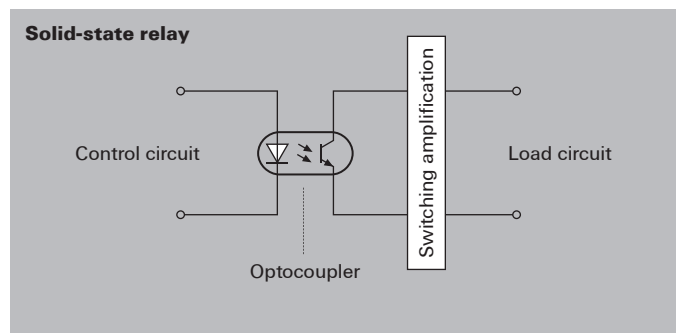 Solid-state relay
Switching amplification
Control circuit
Load circuit
Optocoupler